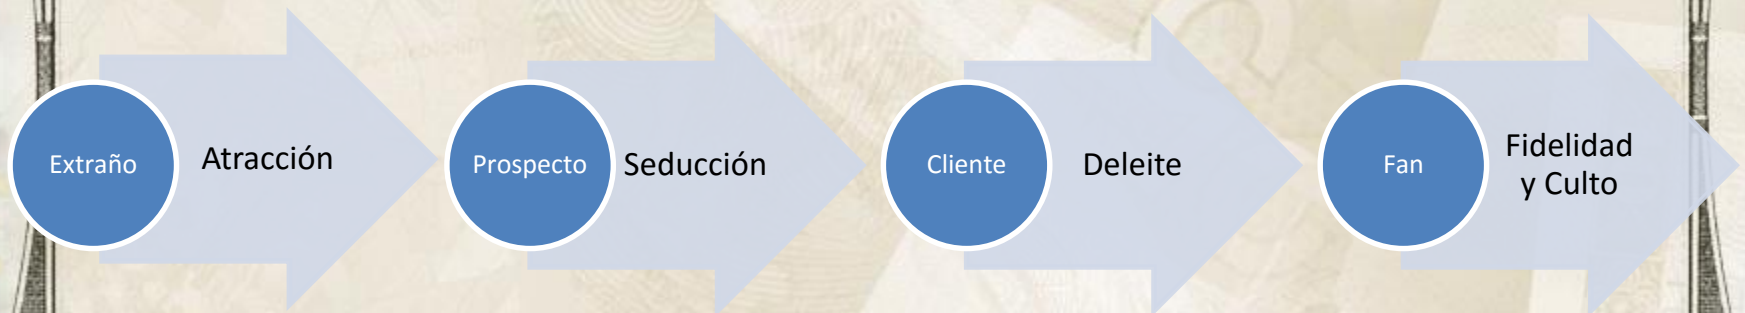 Extraño
Atracción
Prospecto
Seducción
Cliente
Deleite
Fan
Fidelidad
y Culto